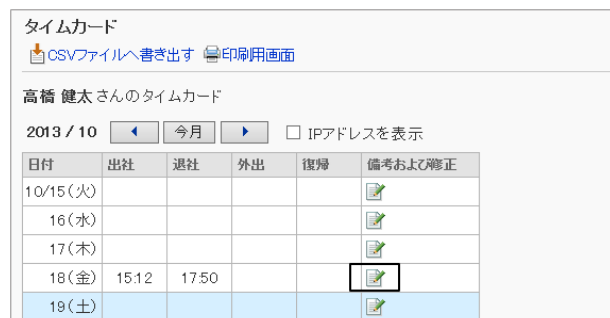 タイムカード
CSVファイルへ書き出す 印刷用画面
高橋 健太 さんのタイムカード
2013 / 10 今月 IPアドレスを表示
日付 出社 退社 外出 復帰 備考および修正
10/15(火)
16(水)
17(木)
18(金) 15:12 17:50
19(土)